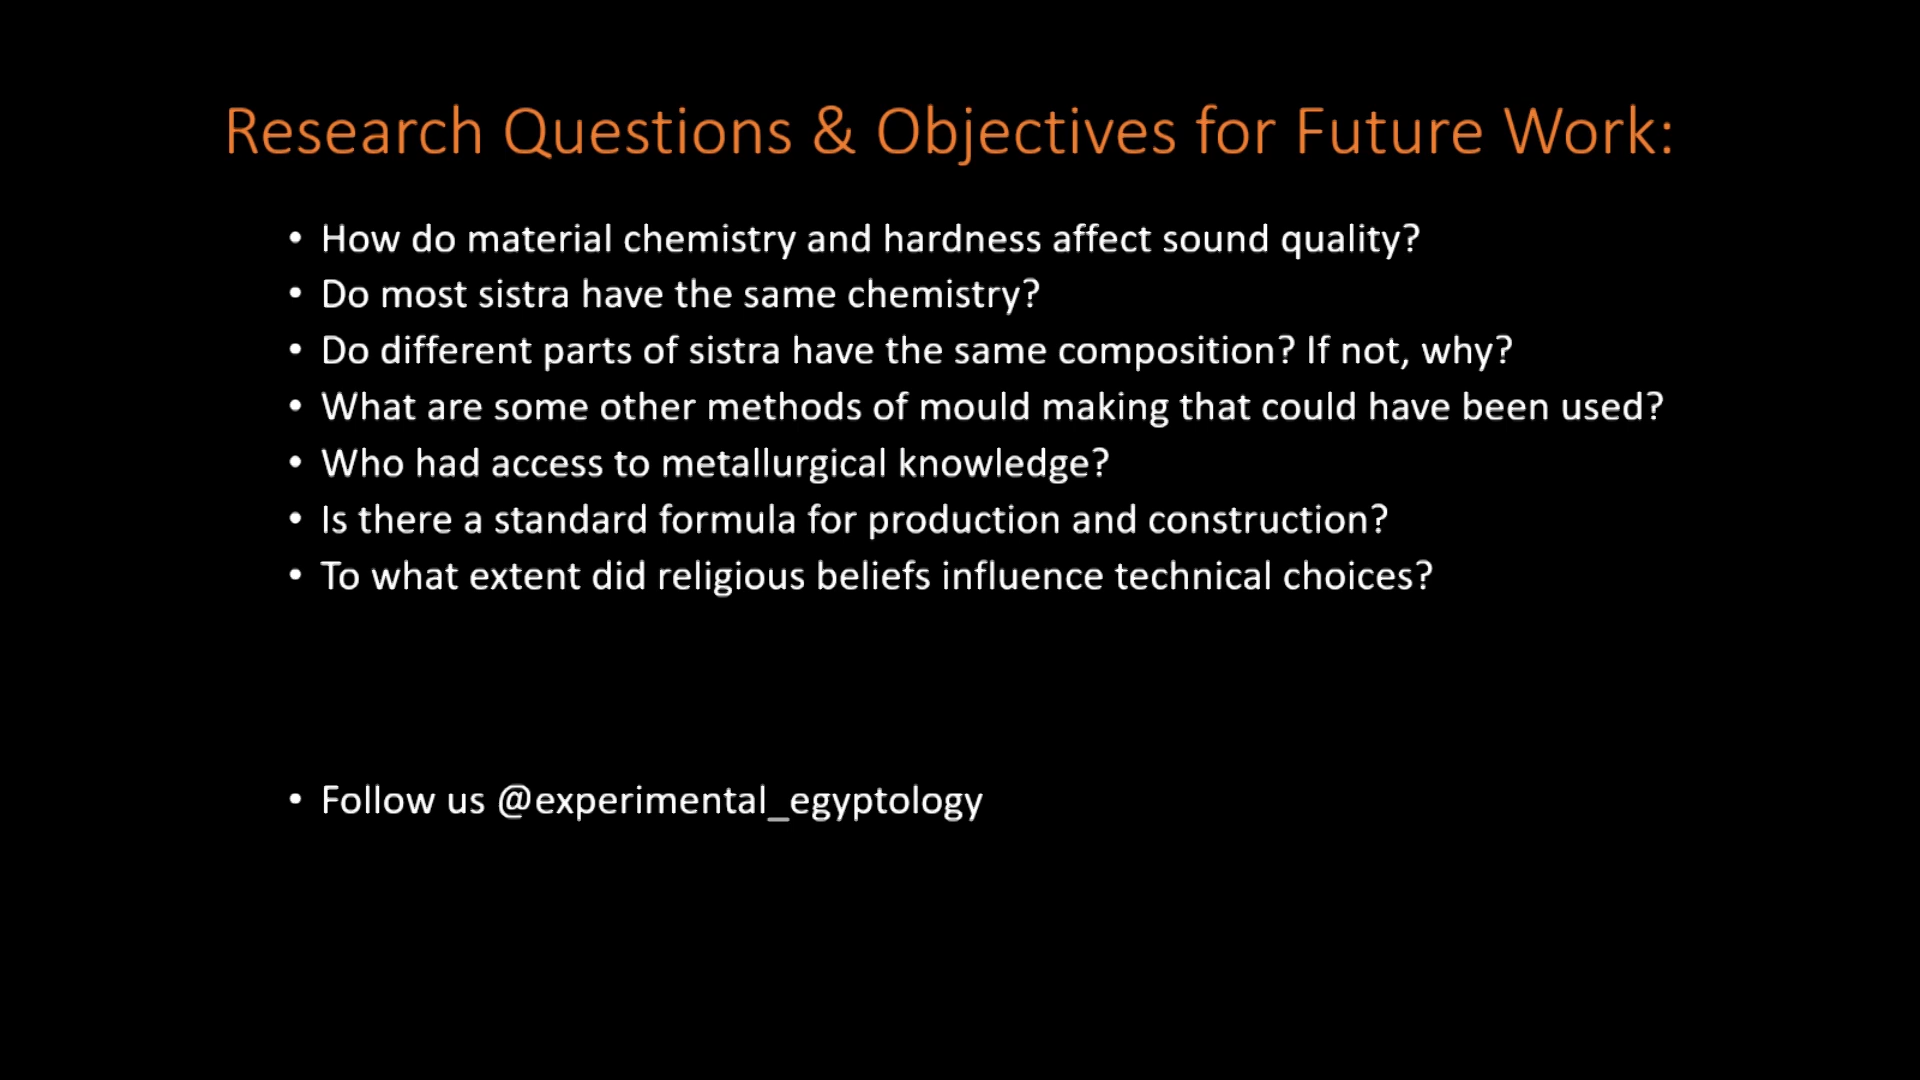 Research Questions & Objectives for Future Work:
• How do material chemistry and hardness affect sound quality?
• Do most sistra have the same chemistry?
• Do different parts of sistra have the same composition? If not, why?
• What are some other methods of mould making that could have been used?
• Who had access to metallurgical knowledge?
• Is there a standard formula for production and construction?
• To what extent did religious beliefs influence technical choices?
• Follow us @experimental_egyptology